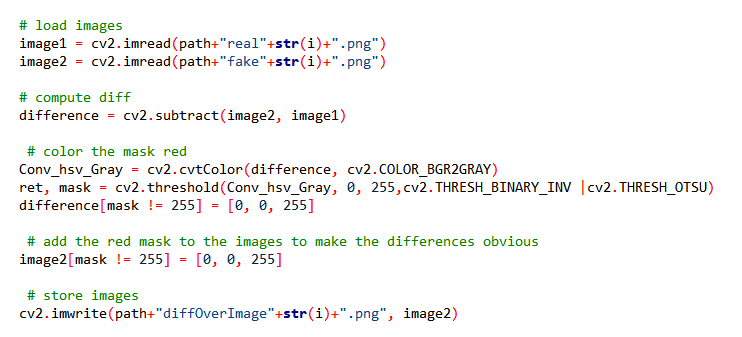 # load images
image1 = cv2.imread(path+"real"+str(i)+".png")
image2 = cv2.imread(path+"fake"+str(i)+".png")
# compute diff
difference = cv2.subtract(image2, image1)
# color the mask red
Conv_hsv_Gray = cv2.cvtColor(difference, cv2.COLOR_BGR2GRAY)
ret, mask = cv2.threshold(Conv_hsv_Gray, 0, 255,cv2.THRESH_BINARY_INV |cv2.THRESH_OTSU)
difference[mask != 255] = [0, 0, 255]
# add the red mask to the images to make the differences obvious
image2[mask != 255] = [0, 0, 255]
# store images
cv2.imwrite(path+"diffOverImage"+str(i)+".png", image2)